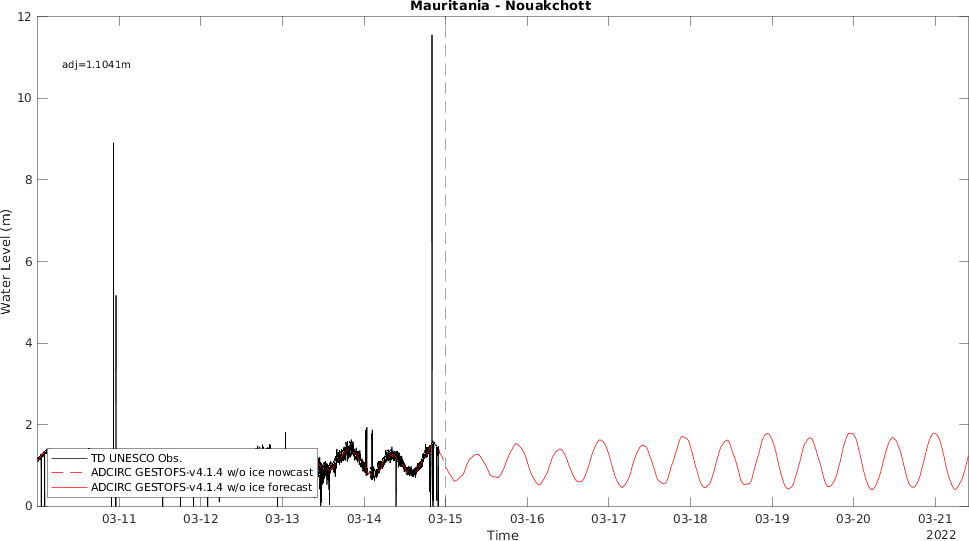 Mauritania - Nouakchott
12
adj=1.1041m
10
8
6
4
2
0
Water Level (m)
TD UNESCO Obs.
ADCIRC GESTOFS-v4.1.4 w/o ice nowcast
ADCIRC GESTOFS-v4.1.4 w/o ice forecast
03-11 03-12 03-13 03-14 03-15 03-16 03-17 03-18 03-19 03-20 03-21
2022
Time